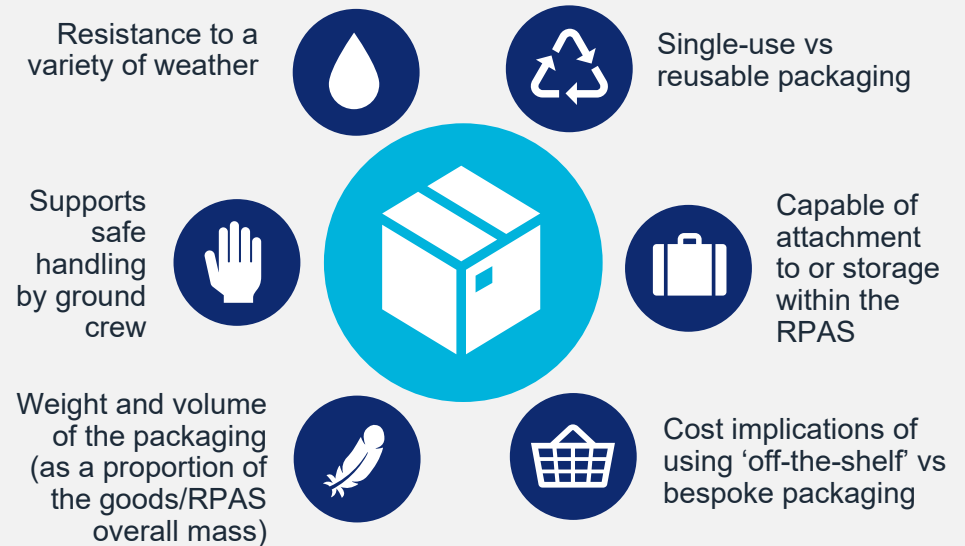 Resistance to a
variety of weather
Single-use vs
reusable packaging
Supports
safe
handling
by ground
crew
Capable of
attachment
to or storage
within the
RPAS
Weight and volume
of the packaging
(as a proportion of
the goods/RPAS
overall mass)
Cost implications of
using ‘off-the-shelf’ vs
bespoke packaging